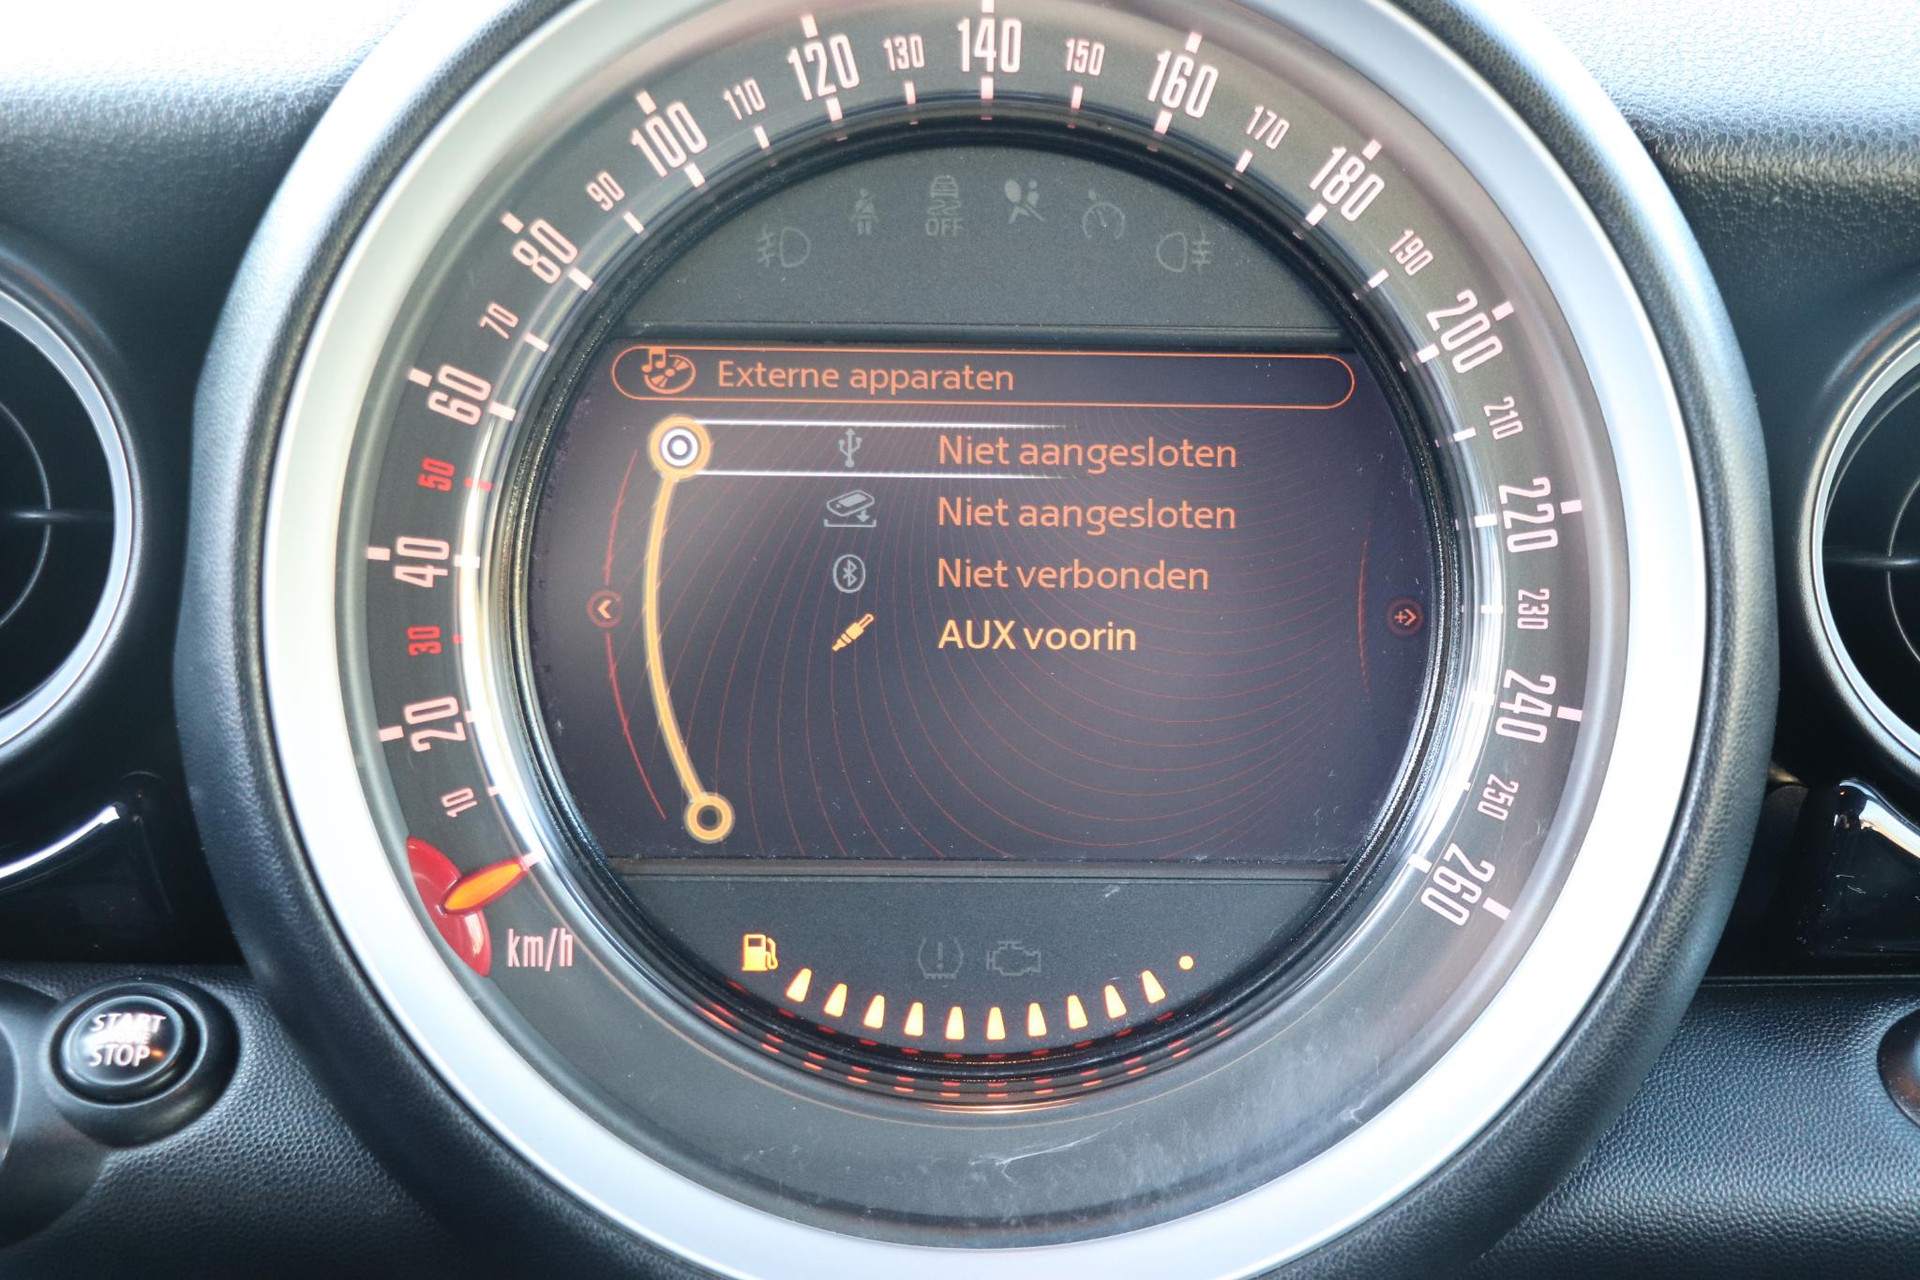 10
20
30
40
50
60
70
80
90
100
110
120
130
140
150
160
170
180
190
200
210
220
230
240
250
260
km/h
OFF
OFF
Externe apparaten
Niet aangesloten
Niet aangesloten
Niet verbonden
AUX voorin
START
STOP